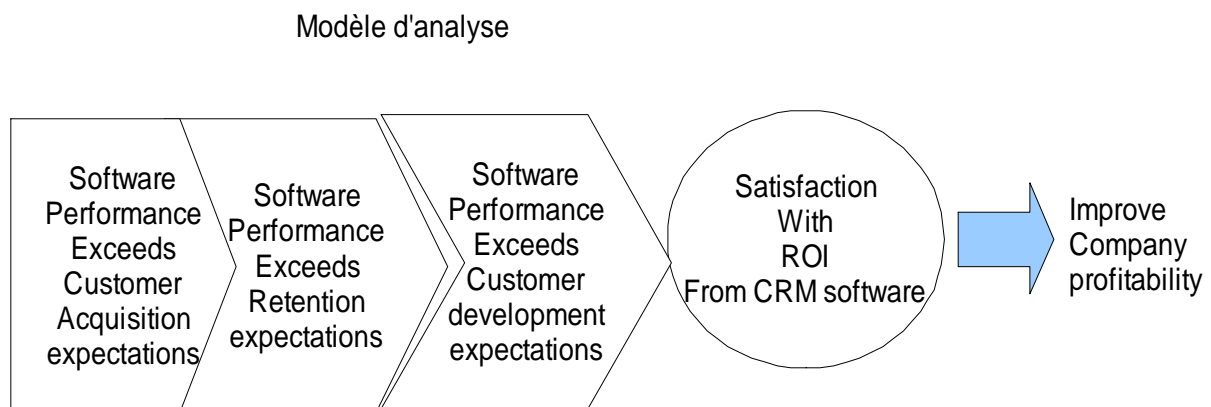 Modèle d'analyse
Software
Performance
Exceeds
Customer
Acquisition
expectations
Software
Performance
Exceeds
Retention
expectations
Software
Performance
Exceeds
Customer
development
expectations
Satisfaction
With
ROI
From CRM software
Improve
Company
profitability